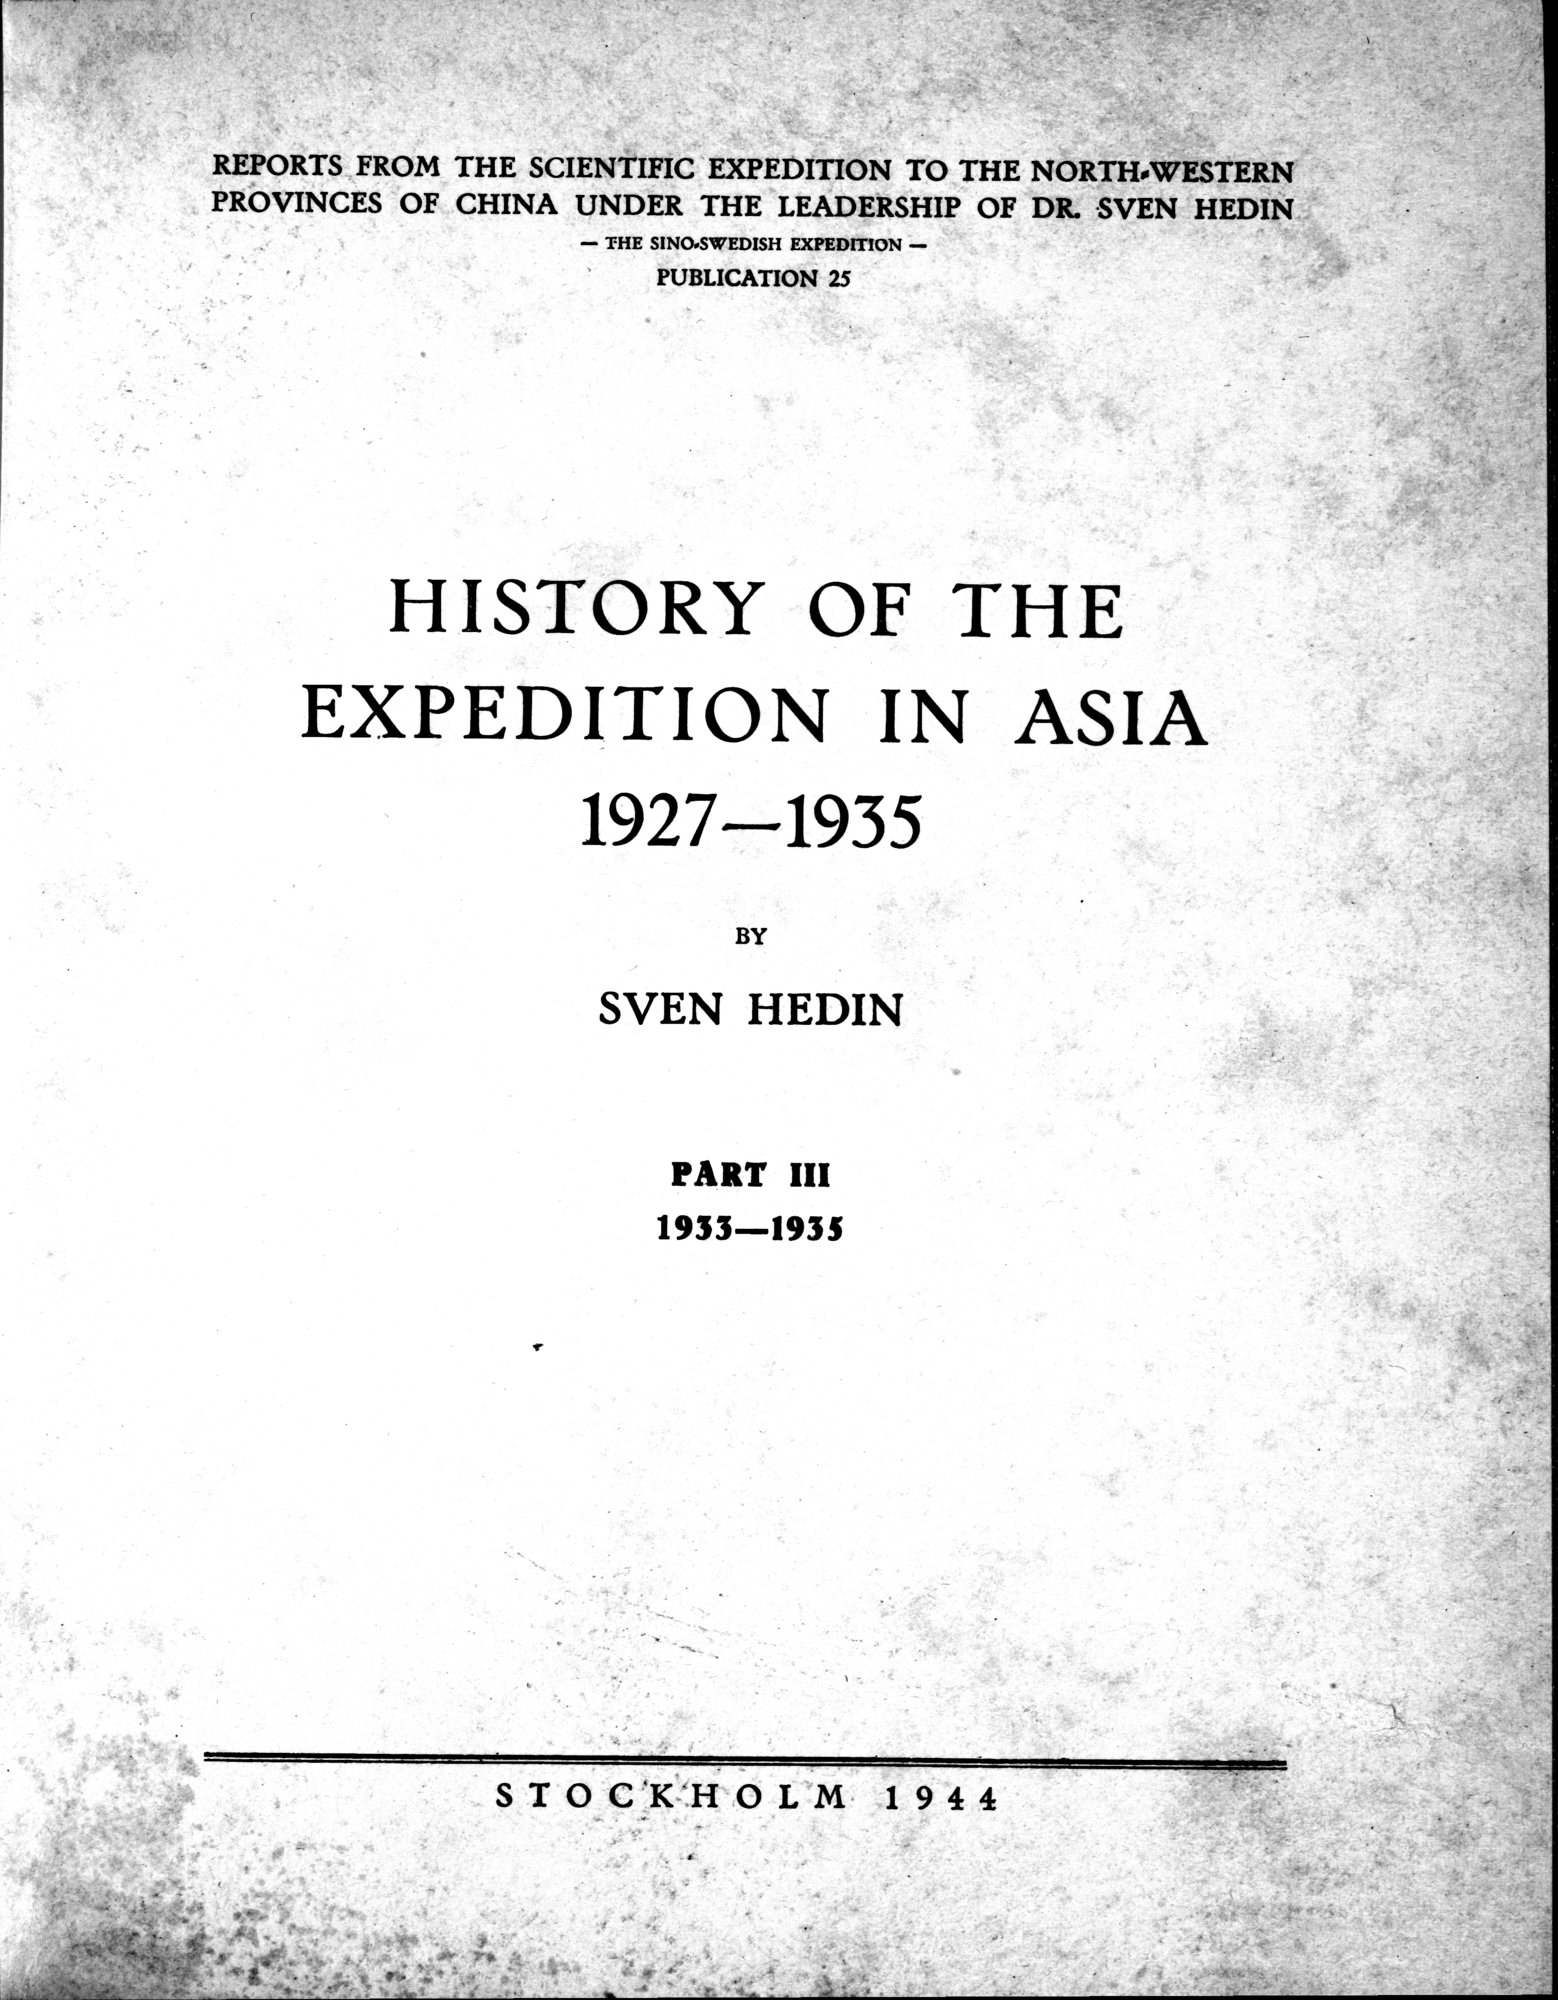 REPORTS FROM THE SCIENTIFIC EXPEDITION TO THE NORTH-WESTERN
PROVINCES OF CHINA UNDER THE LEADERSHIP OF DR. SVEN HEDIN
— THE SINO-SWEDISH EXPEDITION —
PUBLICATION 25
HISTORY OF THE
EXPEDITION IN ASIA
1927—1935
BY
SVEN HEDIN
PART III
1933—1935
STOCKHOLM 1944